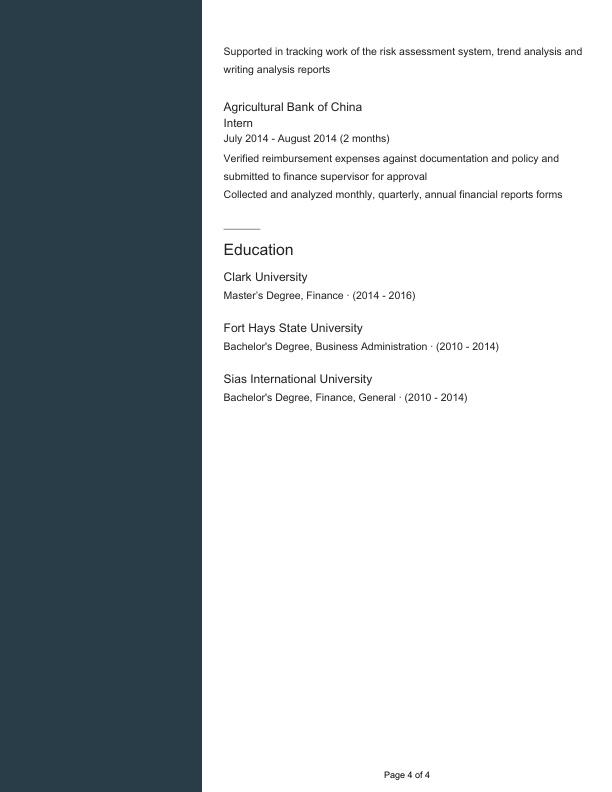 Supported in tracking work of the risk assessment system, trend analysis and
writing analysis reports
Agricultural Bank of China
Intern
July 2014 - August 2014 (2 months)
Verified reimbursement expenses against documentation and policy and
submitted to finance supervisor for approval
Collected and analyzed monthly, quarterly, annual financial reports forms
Education
Clark University
Master's Degree, Finance · (2014 - 2016)
Fort Hays State University
Bachelor's Degree, Business Administration · (2010 - 2014)
Sias International University
Bachelor's Degree, Finance, General · (2010 - 2014)
Page 4 of 4